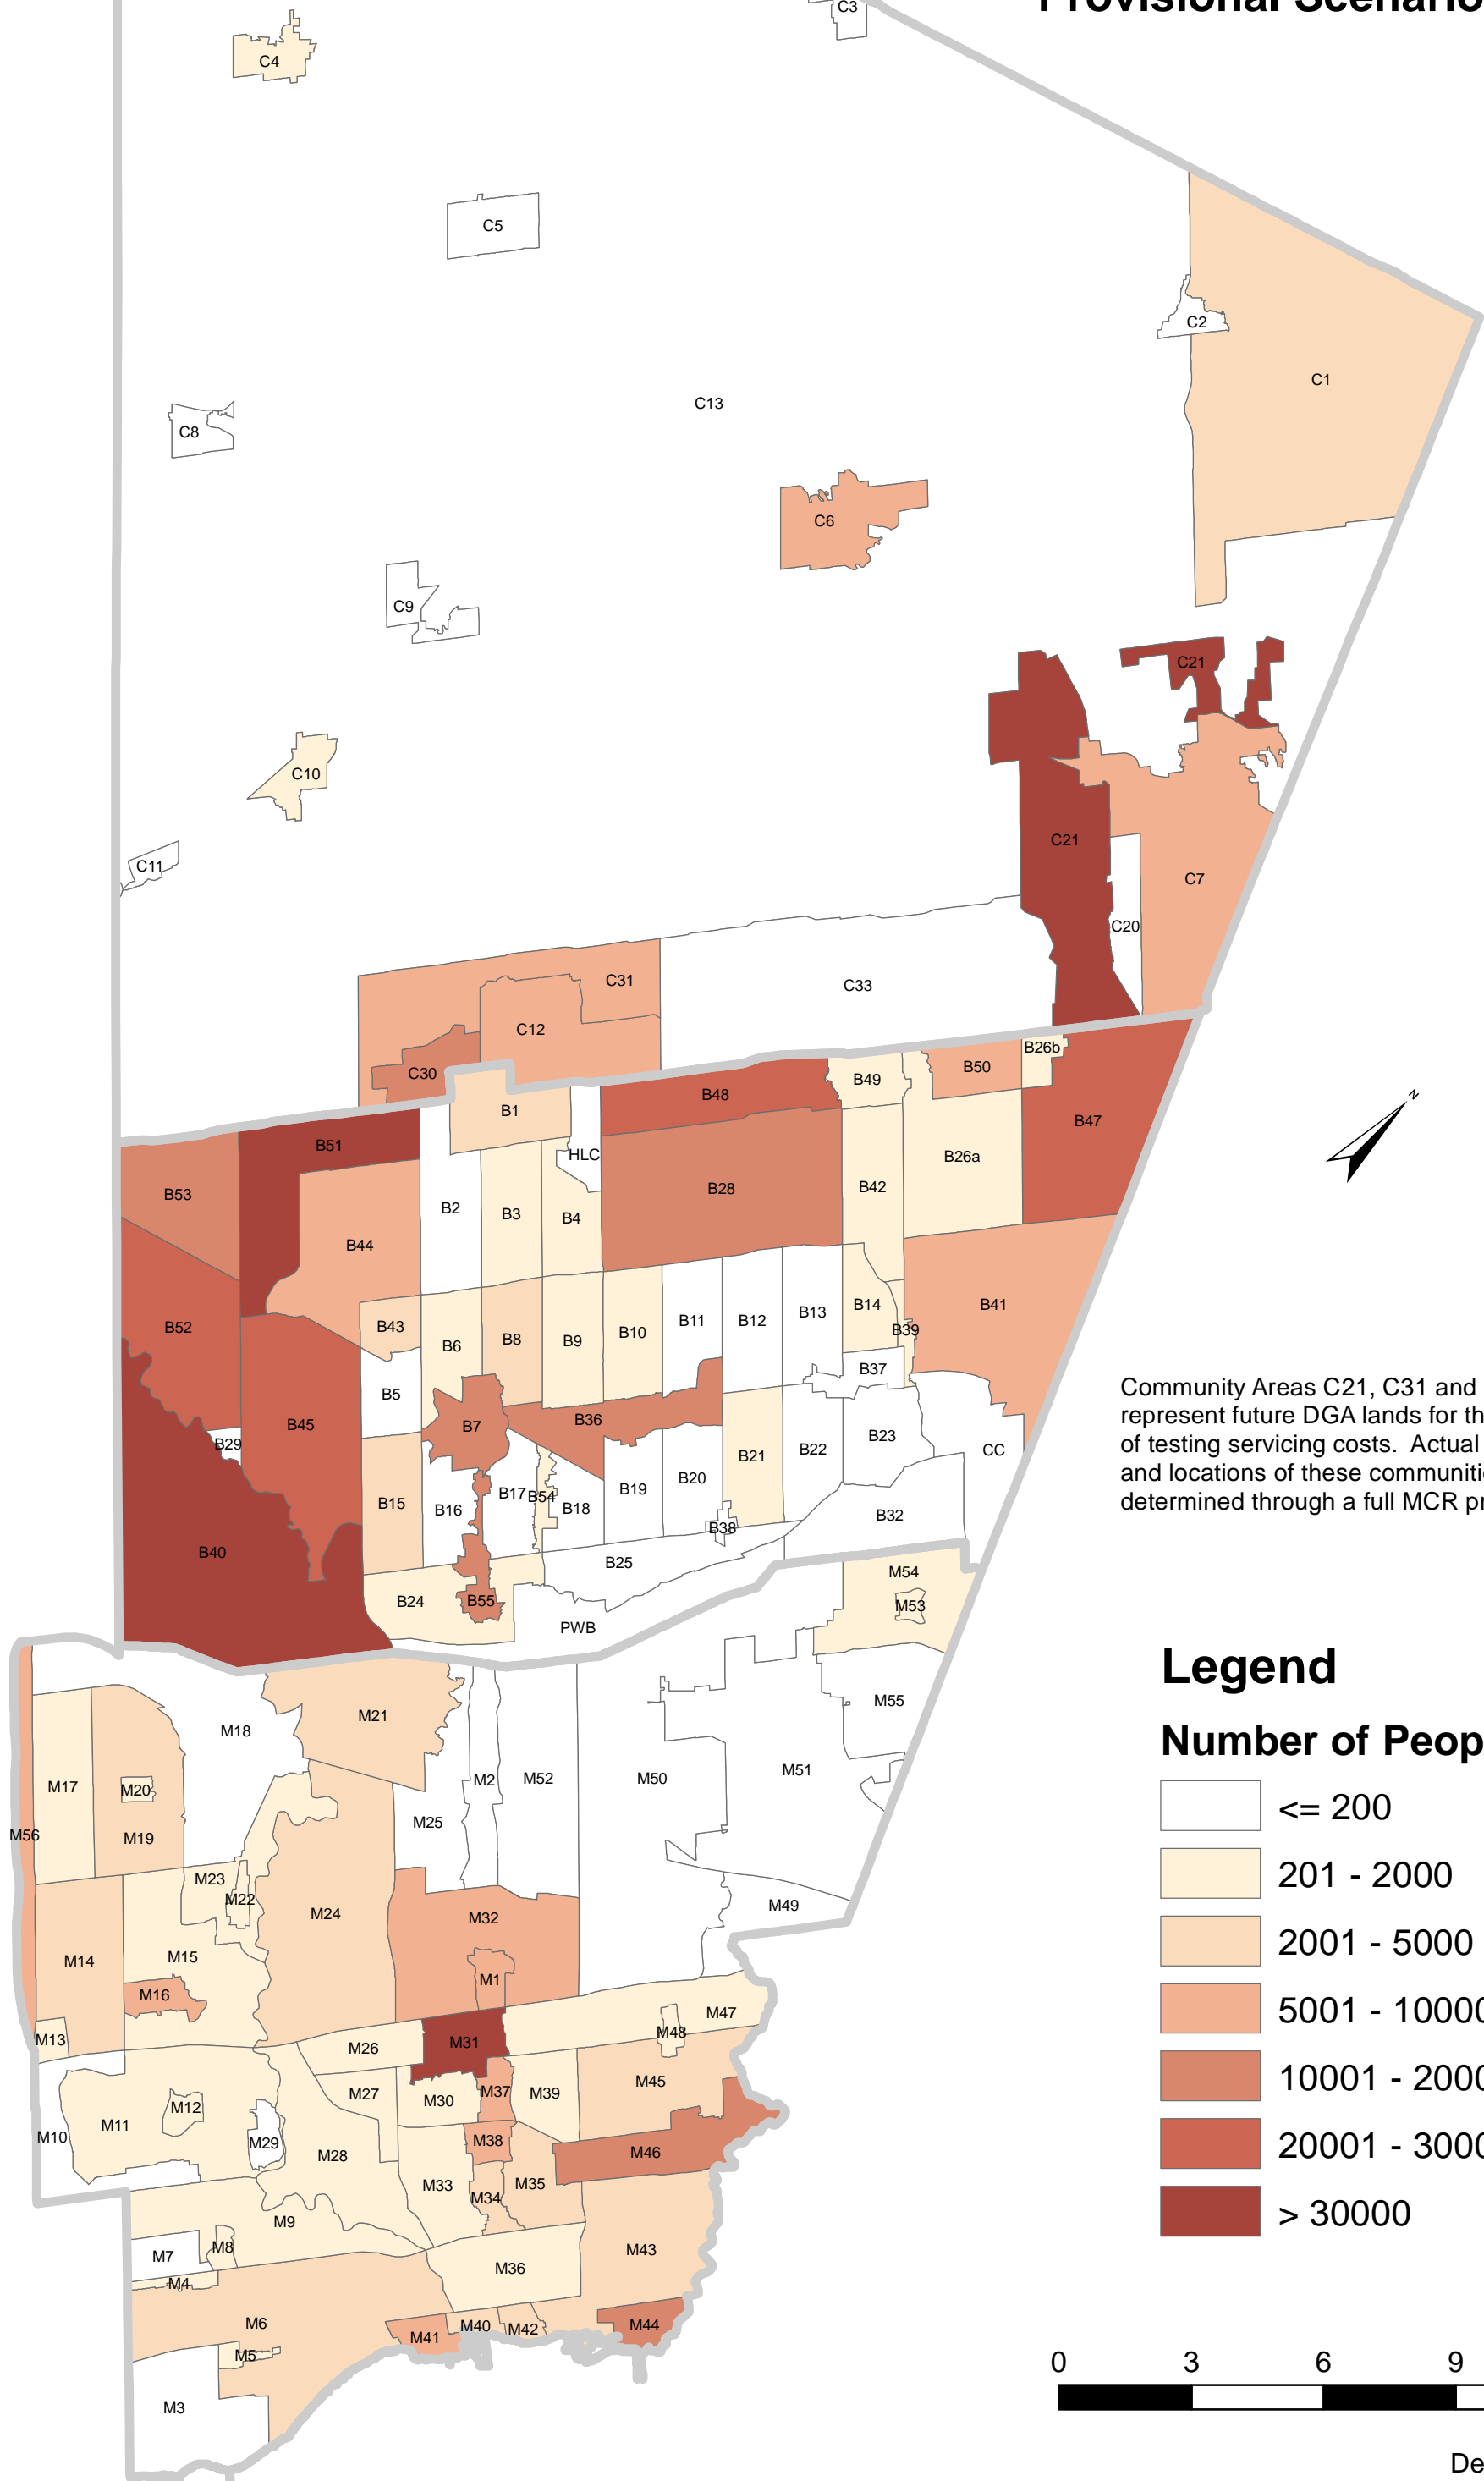 Provisional Scenario
C3
C4
C5
C2
C1
C13
C8
C6
C9
C21
C10
C21
C11
C7
C20
C31
C33
C12
B26b
C30
B50
B49
B48
B1
B47
B51
HLC
B26a
B28
B42
B53
B2
B3
B4
B44
B41
B14
B13
B11
B12
B43
B52
B39
B10
B8
B9
B6
B37
B5
Community Areas C21, C31 and
represent future DGA lands for th
of testing servicing costs. Actual
and locations of these communiti
determined through a full MCR pr
B36
B45
B7
B23
B29
B22
CC
B21
B20
B19
B17
B54
B15
B16
B18
B32
B38
B40
B25
M54
B24
B55
M53
PWB
Legend
M55
M21
M18
Number of Peop
M51
M2
M52
M50
M17
M20
<= 200
M25
M56
M19
M23
201 - 2000
M22
M49
M24
M32
2001 - 5000
M15
M14
M1
M16
5001 - 1000
M47
M48
M13
M31
M26
M45
10001 - 200
M37
M27
M39
M30
M12
M11
M10
M38
M29
M46
20001 - 300
M28
M35
M33
M34
> 30000
M9
M8
M43
M7
M36
M4
M6
M44
M40
M42
M41
M5
0 3 6 9
M3
De